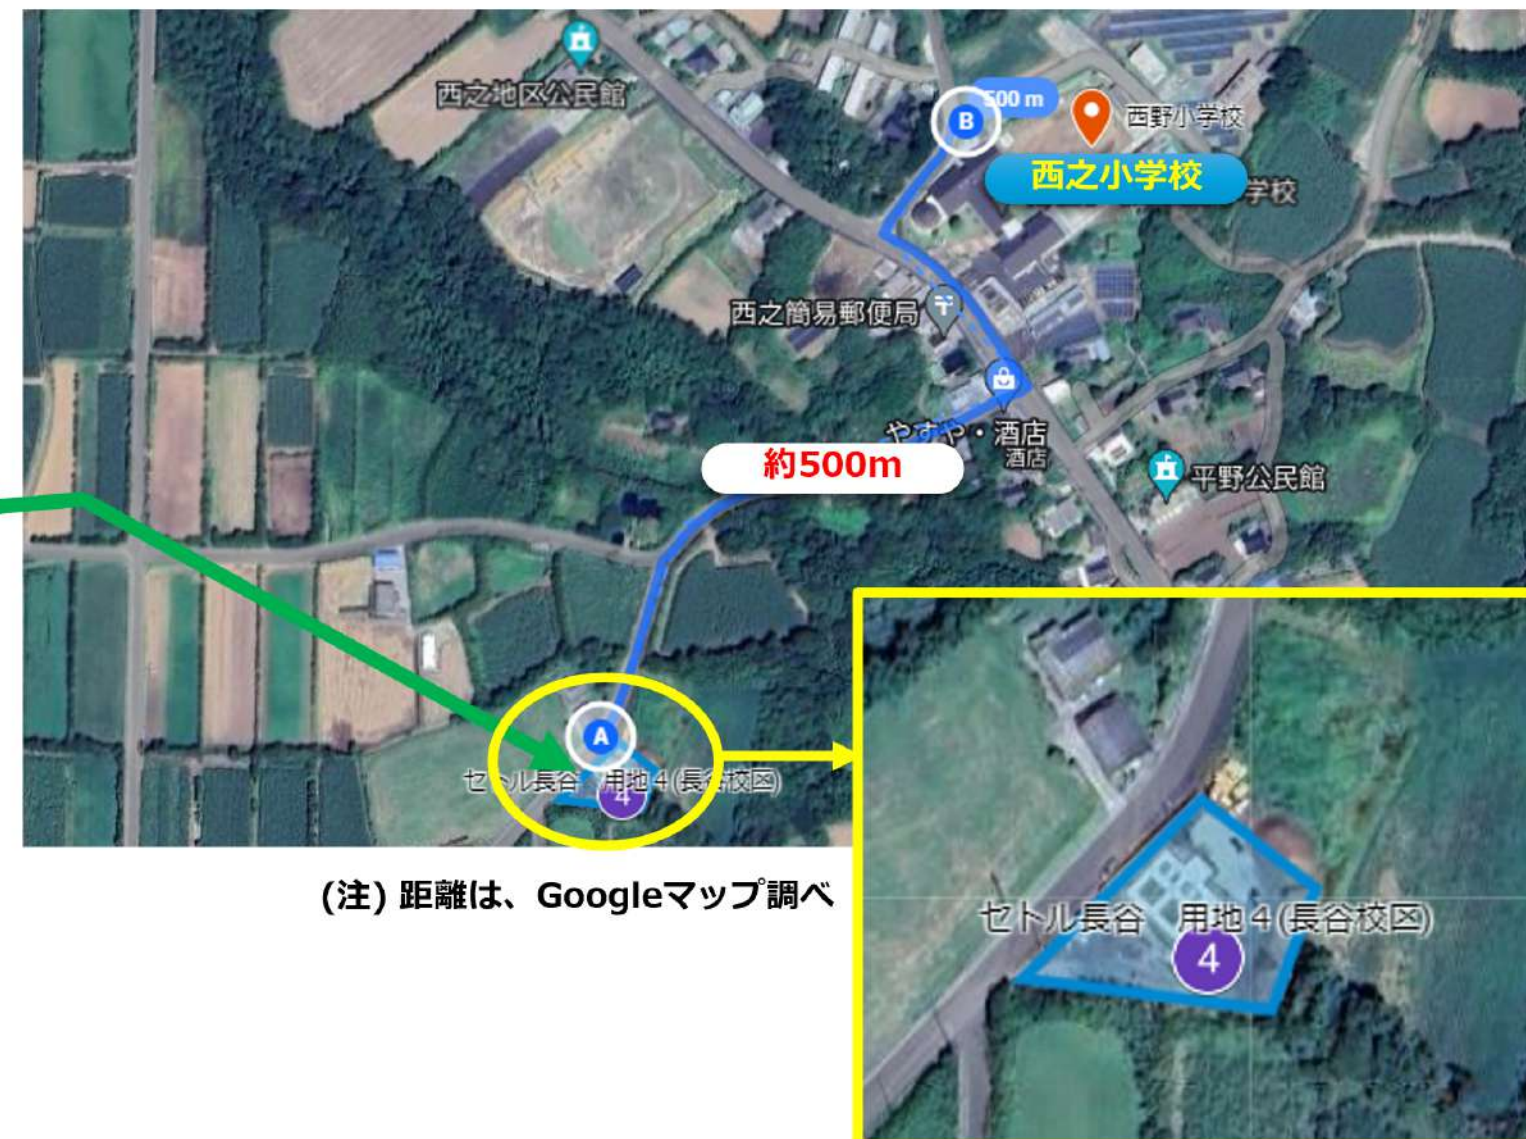 西之地区公民館
B
500 m
西野小学校
西之小学校
学校
西之簡易郵便局
〒
やすや・酒店
酒店
約500m
平野公民館
A
セトル長谷 用地4(長谷校区)
4
(注) 距離は、Googleマップ調べ
セトル長谷 用地4(長谷校区)
4